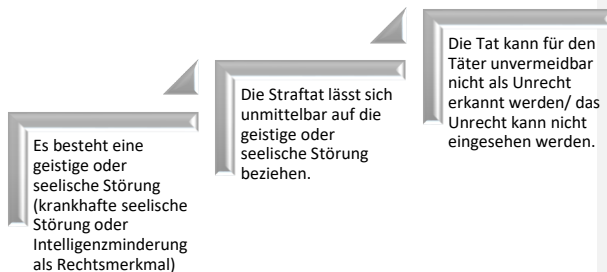 Es besteht eine
geistige oder
seelische Störung
(krankhafte seelische
Störung oder
Intelligenzminderung
als Rechtsmerkmal)
Die Straftat lässt sich
unmittelbar auf die
geistige oder
seelische Störung
beziehen.
Die Tat kann für den
Täter unvermeidbar
nicht als Unrecht
erkannt werden/ das
Unrecht kann nicht
eingesehen werden.